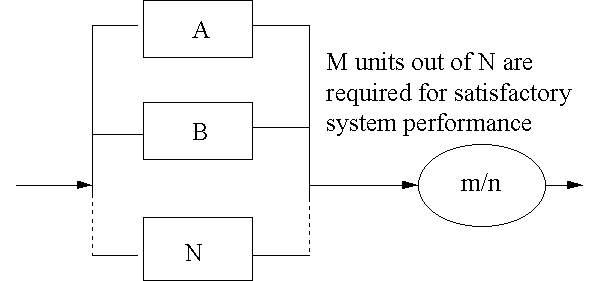 A
M units out of N are
required for satisfactory
system performance
B
m/n
N